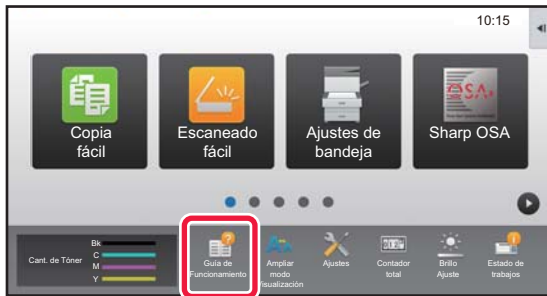 10:15
Copia
fácil
Escaneado
fácil
Ajustes de
bandeja
OSA
Sharp OSA
Cant. de Tóner
Bk
C
M
Y
Guía de
Funcionamiento
Ampliar
modo
Visualización
Ajustes
Contador
total
Brillo
Ajuste
Estado de
trabajos